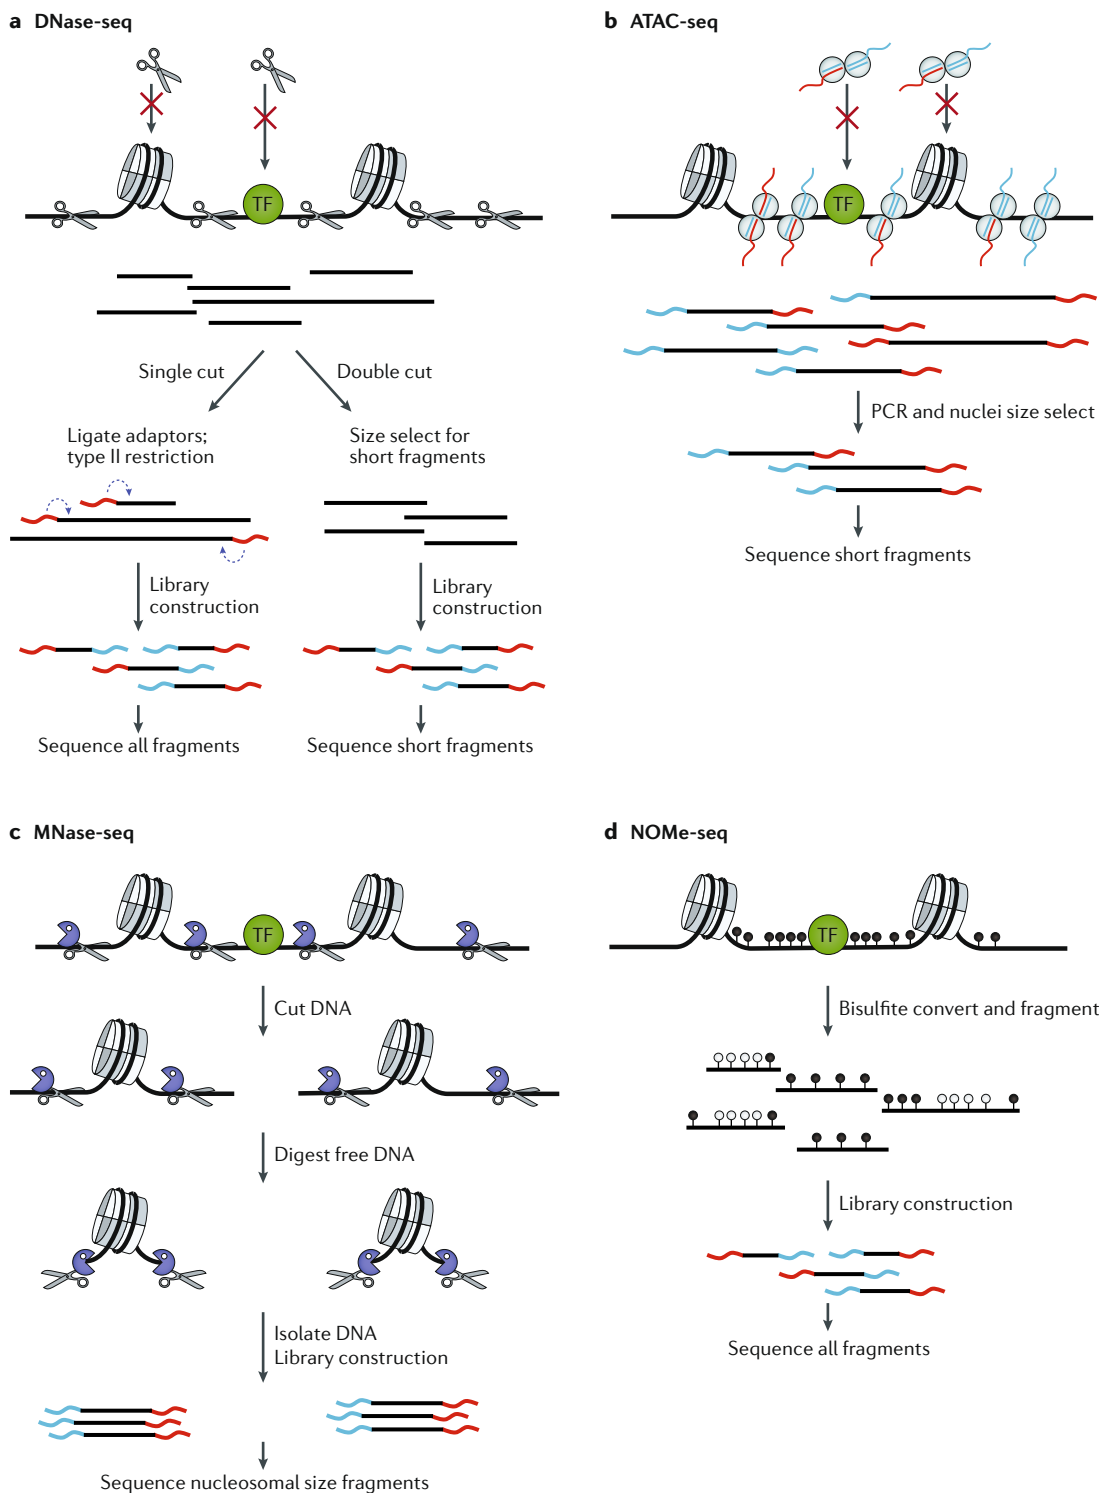 a DNase-seq
TF
Single cut
Double cut
Ligate adaptors;
type II restriction
Size select for
short fragments
Library
construction
Library
construction
Sequence all fragments
Sequence short fragments
b ATAC-seq
TF
PCR and nuclei size select
Sequence short fragments
c MNase-seq
TF
Cut DNA
Digest free DNA
Isolate DNA
Library construction
Sequence nucleosomal size fragments
d NOMe-seq
TF
Bisulfite convert and fragment
Library construction
Sequence all fragments